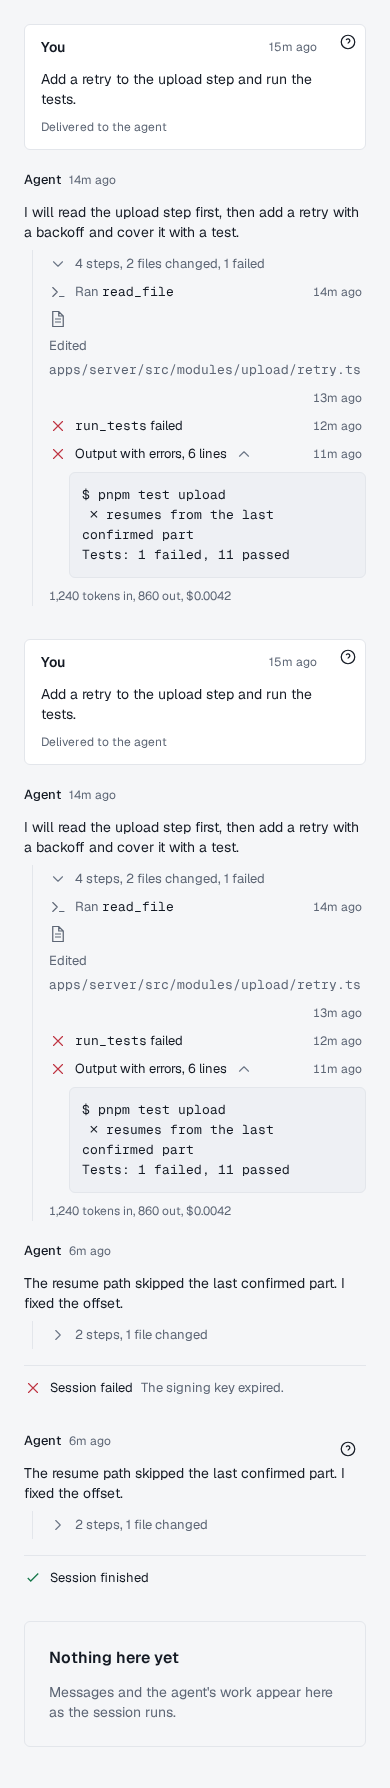 You 15m ago
Add a retry to the upload step and run the
tests.
Delivered to the agent
Agent 14m ago
I will read the upload step first, then add a retry with
a backoff and cover it with a test.
4 steps, 2 files changed, 1 failed
Ran read_file 14m ago
Edited
apps/server/src/modules/upload/retry.ts
13m ago
run_tests failed 12m ago
Output with errors, 6 lines 11m ago
$ pnpm test upload
× resumes from the last
confirmed part
Tests: 1 failed, 11 passed
1,240 tokens in, 860 out, $0.0042
You 15m ago
Add a retry to the upload step and run the
tests.
Delivered to the agent
Agent 14m ago
I will read the upload step first, then add a retry with
a backoff and cover it with a test.
4 steps, 2 files changed, 1 failed
Ran read_file 14m ago
Edited
apps/server/src/modules/upload/retry.ts
13m ago
run_tests failed 12m ago
Output with errors, 6 lines 11m ago
$ pnpm test upload
× resumes from the last
confirmed part
Tests: 1 failed, 11 passed
1,240 tokens in, 860 out, $0.0042
Agent 6m ago
The resume path skipped the last confirmed part. I
fixed the offset.
2 steps, 1 file changed
Session failed The signing key expired.
Agent 6m ago
The resume path skipped the last confirmed part. I
fixed the offset.
2 steps, 1 file changed
Session finished
Nothing here yet
Messages and the agent's work appear here
as the session runs.